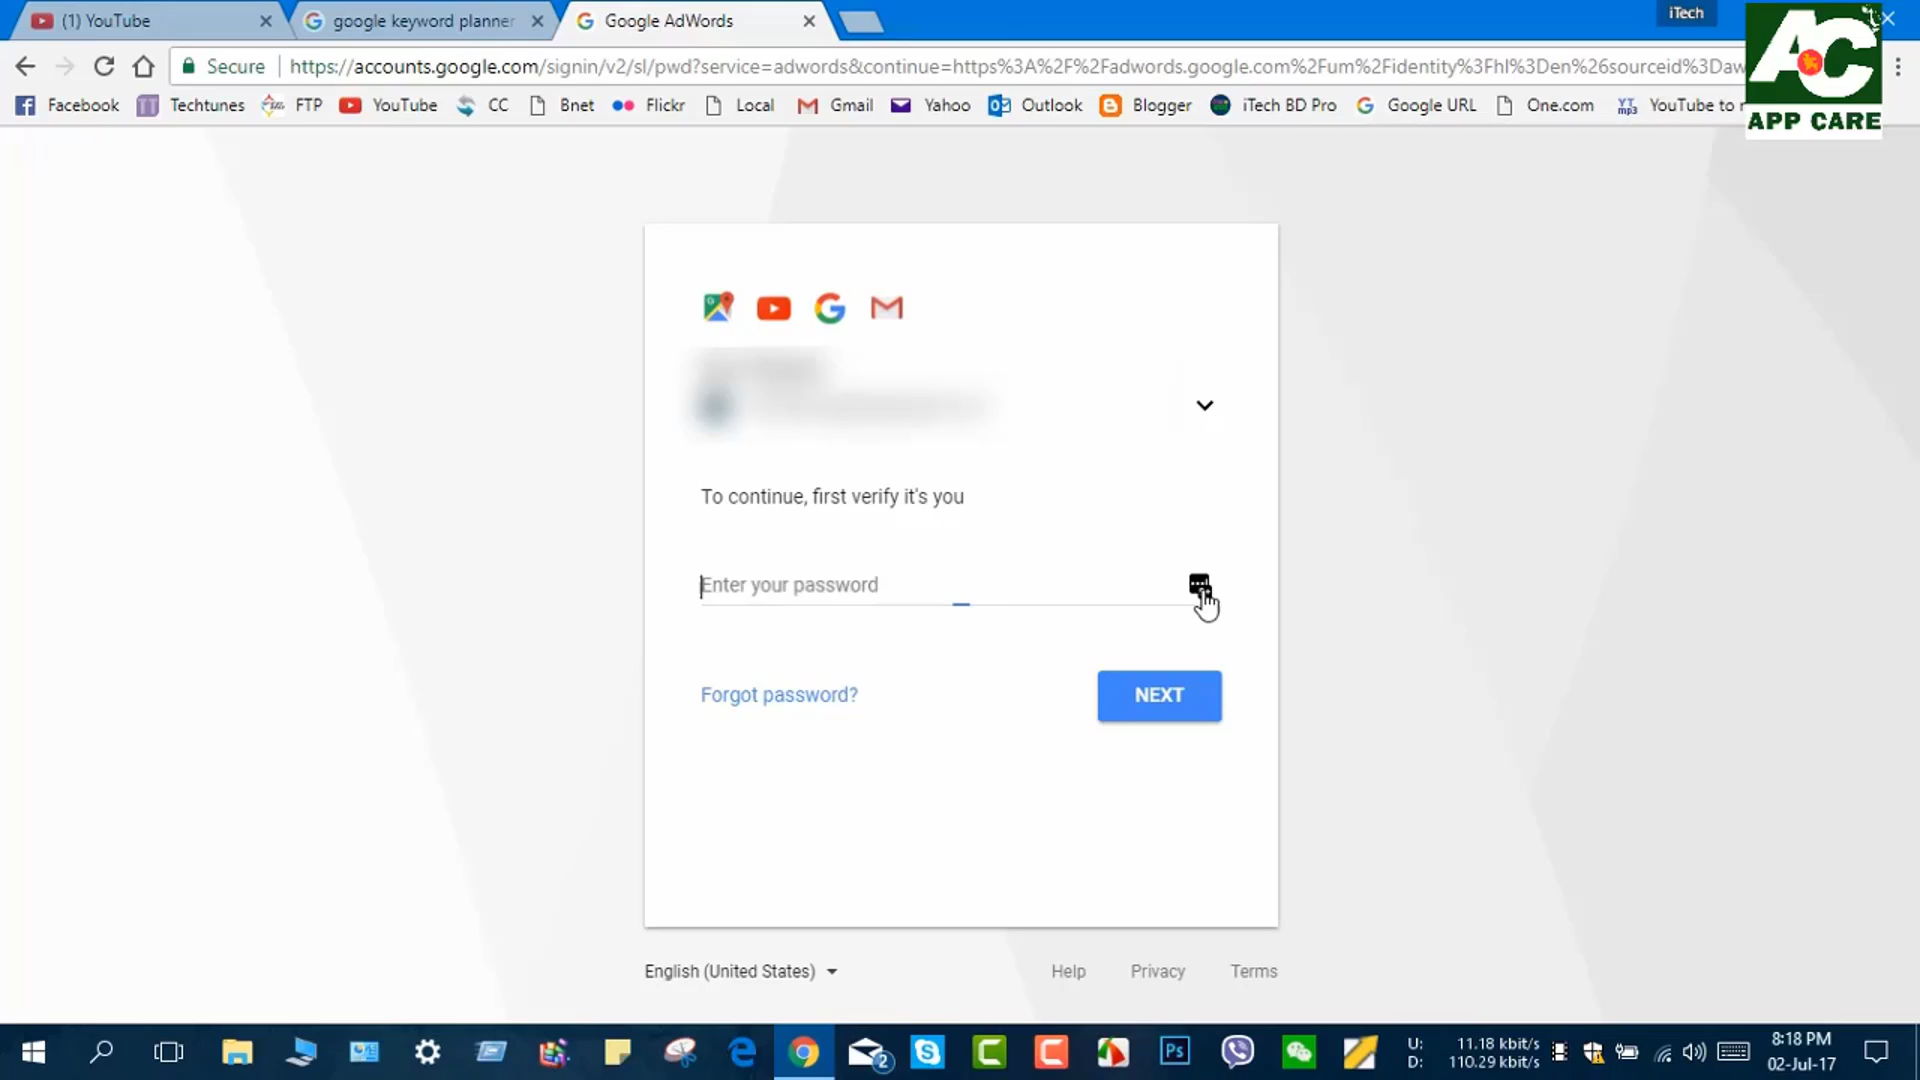 (1) YouTube
google keyword planner
Google AdWords
iTech
Secure
https://accounts.google.com/signin/v2/sl/pwd?service=adwords&continue=https%3A%2F%2Fadwords.google.com%2Fum%2Fidentity%3Fhl%3Den%26sourceid%3Daw
AC
APP CARE
Facebook
Techtunes
FTP
YouTube
CC
Bnet
Flickr
Local
Gmail
Yahoo
Outlook
Blogger
iTech BD Pro
Google URL
One.com
YouTube to
To continue, first verify it's you
Enter your password
Forgot password?
NEXT
English (United States)
Help
Privacy
Terms
2
Ps
U: 11.18 kbit/s
D: 110.29 kbit/s
8:18 PM
02-Jul-17